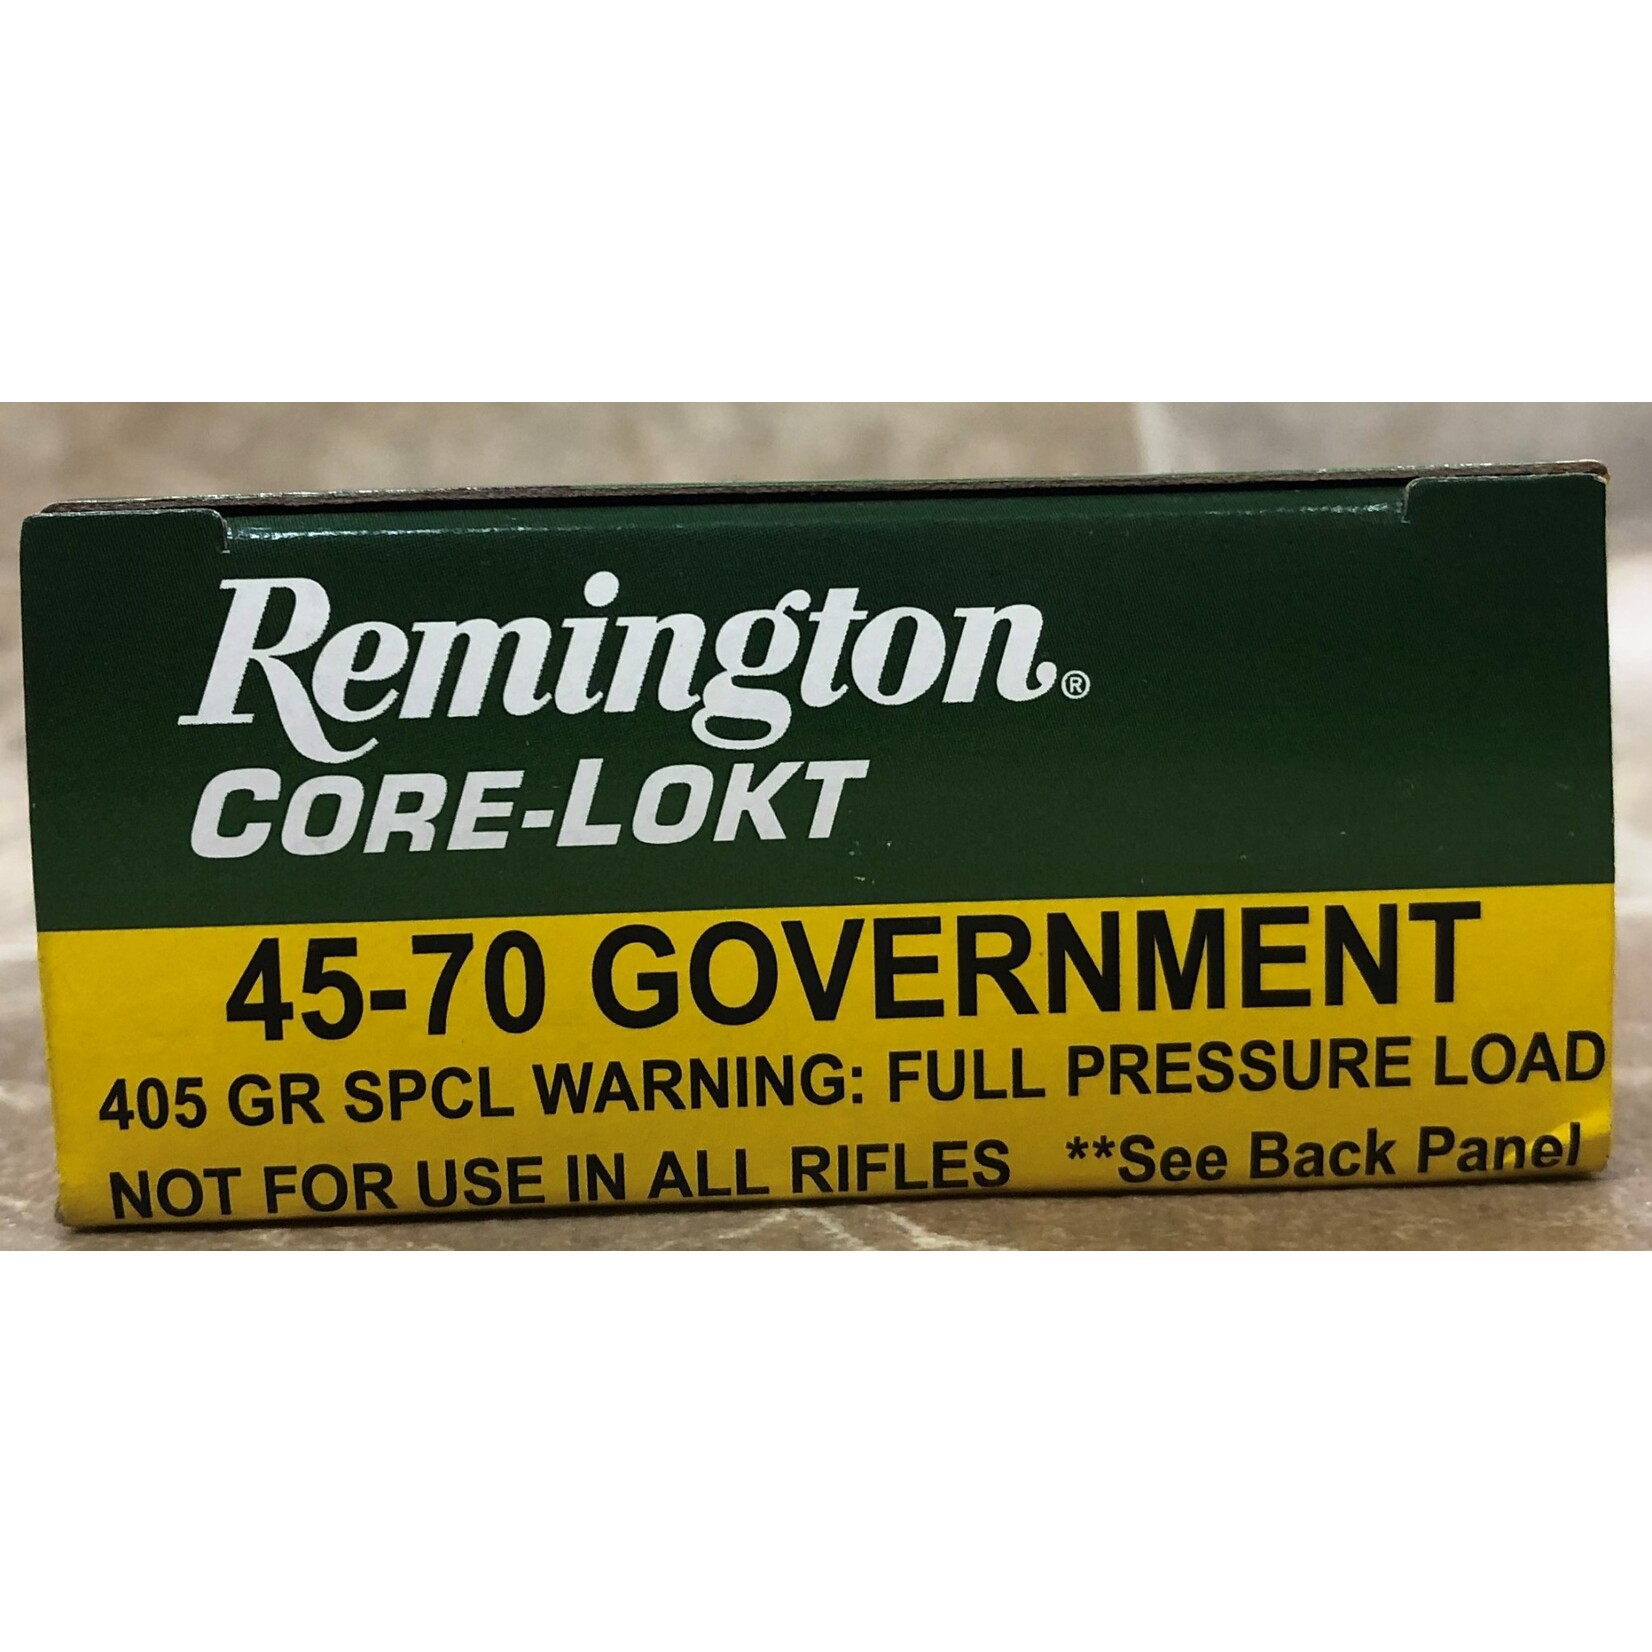 Remington®
CORE-LOKT
45-70 GOVERNMENT
405 GR SPCL WARNING: FULL PRESSURE LOAD
NOT FOR USE IN ALL RIFLES **See Back Panel